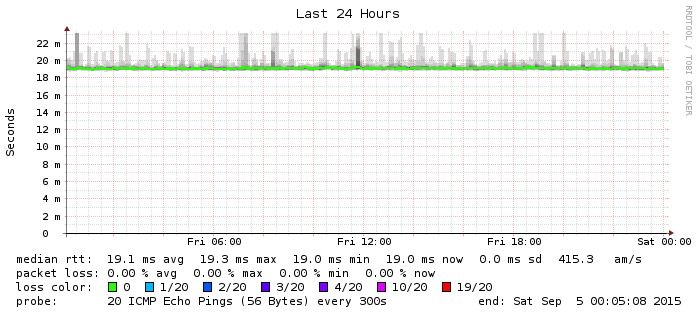 Last 24 Hours
RRDTOOL / TOBI OETIKER
Seconds
22 m
20 m
18 m
16 m
14 m
12 m
10 m
8 m
6 m
4 m
2 m
0
Fri 06:00 Fri 12:00 Fri 18:00 Sat 00:00
median rtt: 19.1 ms avg 19.3 ms max 19.0 ms min 19.0 ms now 0.0 ms sd 415.3 am/s
packet loss: 0.00 % avg 0.00 % max 0.00 % min 0.00 % now
loss color: 0 1/20 2/20 3/20 4/20 10/20 19/20
probe: 20 ICMP Echo Pings (56 Bytes) every 300s end: Sat Sep 5 00:05:08 2015